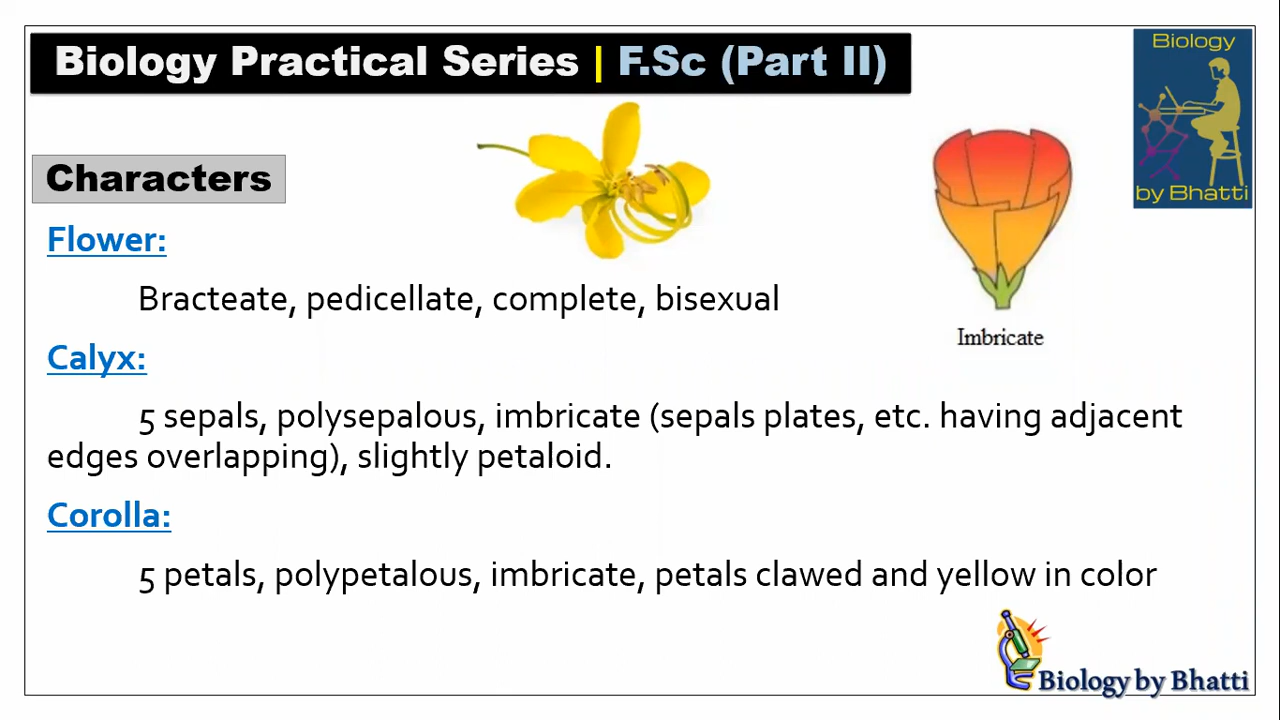 Biology Practical Series | F.Sc (Part II)
Biology
by Bhatti
Characters
Flower:
Bracteate, pedicellate, complete, bisexual
Imbricate
Calyx:
5 sepals, polysepalous, imbricate (sepals plates, etc. having adjacent
edges overlapping), slightly petaloid.
Corolla:
5 petals, polypetalous, imbricate, petals clawed and yellow in color
Biology by Bhatti